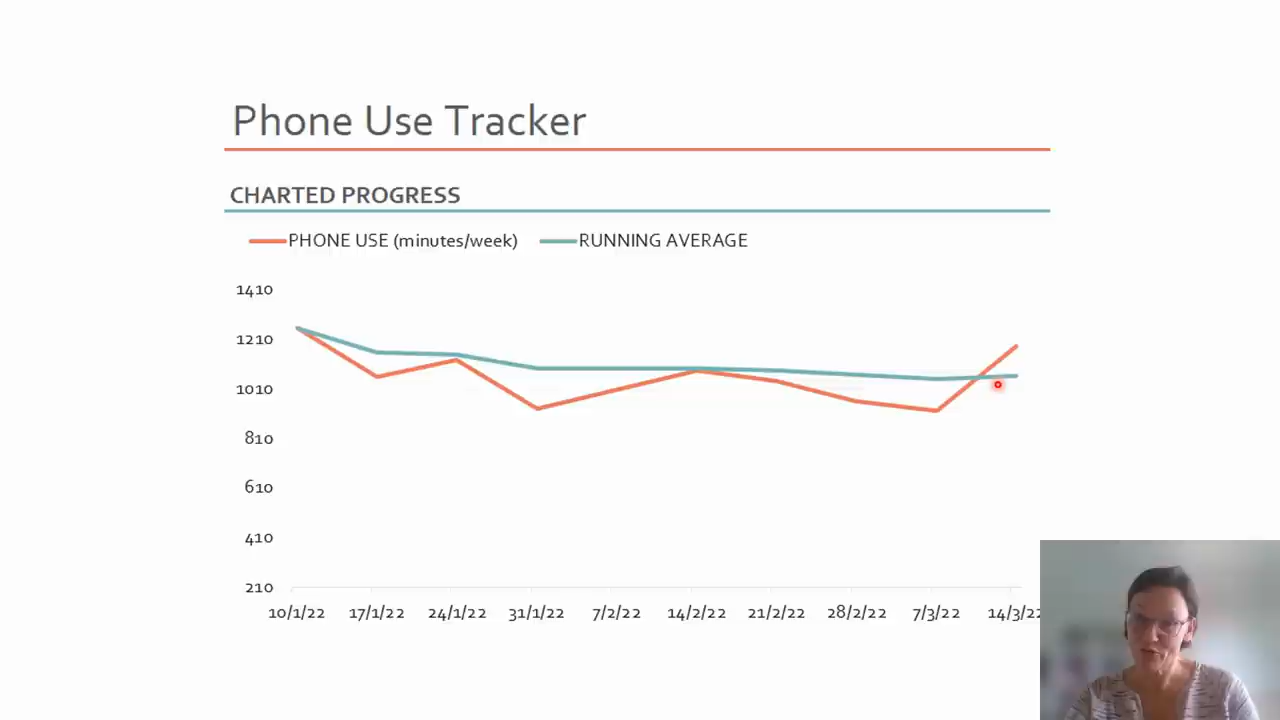 Phone Use Tracker
CHARTED PROGRESS
PHONE USE (minutes/week) RUNNING AVERAGE
1410
1210
1010
810
610
410
210
10/1/22 17/1/22 24/1/22 31/1/22 7/2/22 14/2/22 21/2/22 28/2/22 7/3/22 14/3/22